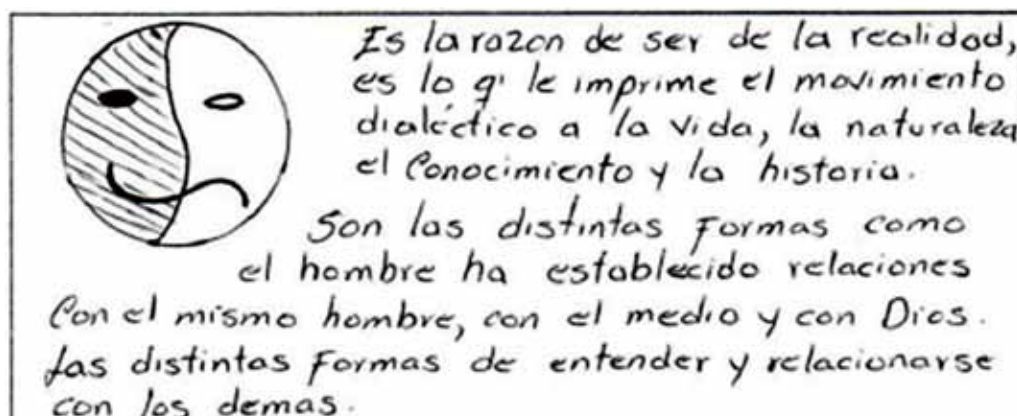 Es la razon de ser de la realidad,
es lo q' le imprime el movimiento
dialéctico a la vida, la naturaleza
el Conocimiento y la historia.
Son las distintas Formas como
el hombre ha establecido relaciones
Con el mismo hombre, con el medio y con Dios.
Las distintas Formas de entender y relacionarse
con los demas.